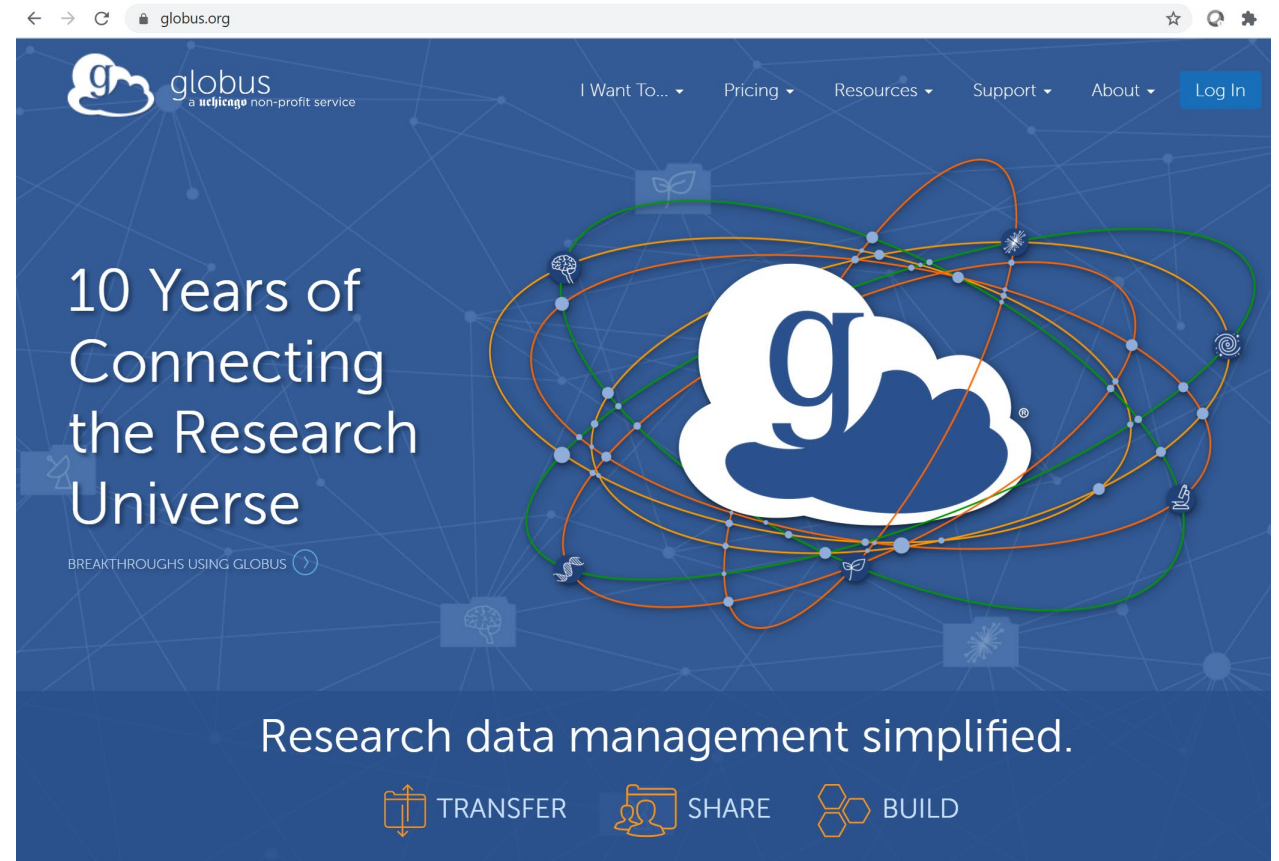 globus.org
g
globus
a uchicago non-profit service
I Want To... Pricing Resources Support About Log In
10 Years of
Connecting
the Research
Universe
BREAKTHROUGHS USING GLOBUS
g
®
Research data management simplified.
TRANSFER SHARE BUILD